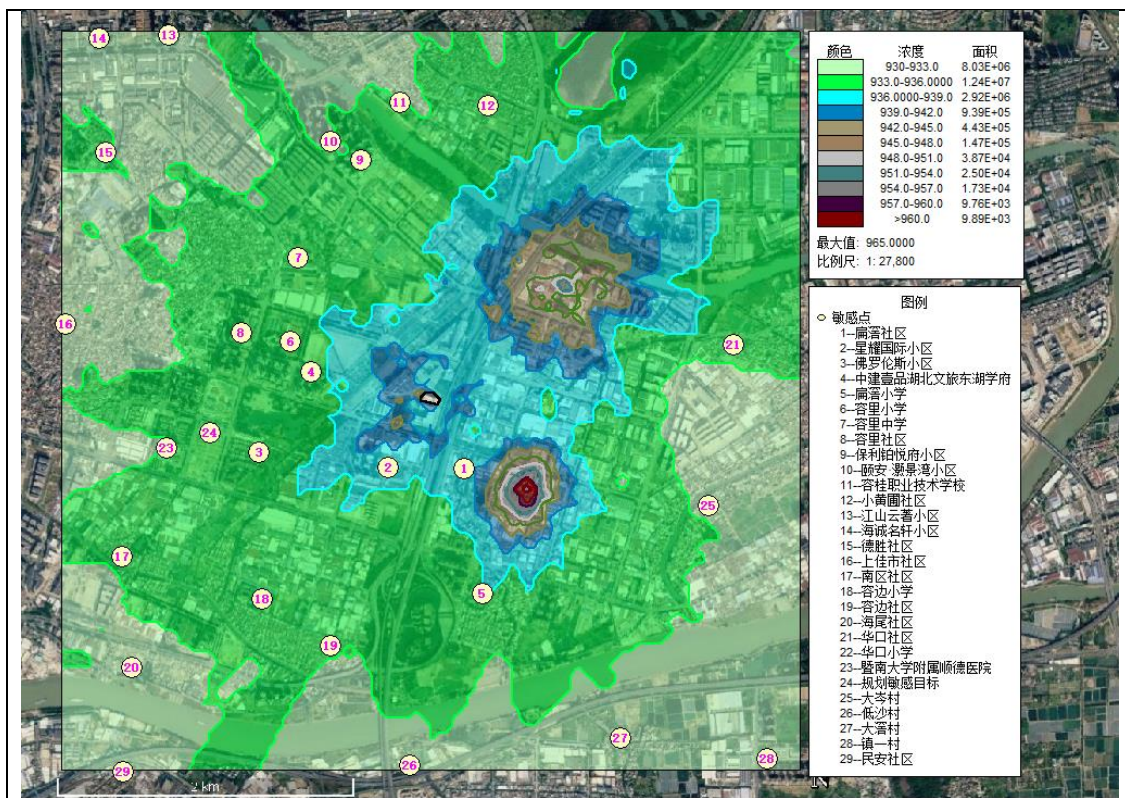 14
13
11
12
10
9
15
7
16
8
6
21
4
24
23
3
2
1
25
17
18
5
19
20
27
26
28
29
2 km
颜色 浓度 面积
930-933.0 8.03E+06
933.0-936.0000 1.24E+07
936.0000-939.0 2.92E+06
939.0-942.0 9.39E+05
942.0-945.0 4.43E+05
945.0-948.0 1.47E+05
948.0-951.0 3.87E+04
951.0-954.0 2.50E+04
954.0-957.0 1.73E+04
957.0-960.0 9.76E+03
>960.0 9.89E+03
最大值: 965.0000
比例尺: 1: 27,800
图例
敏感点
1--扁滘社区
2--星耀国际小区
3--佛罗伦斯小区
4--中建壹品湖北文旅东湖学府
5--扁滘小学
6--容里小学
7--容里中学
8--容里社区
9--保利铂悦府小区
10--颐安·灏景湾小区
11--容桂职业技术学校
12--小黄圃社区
13--江山云著小区
14--海诚名轩小区
15--德胜社区
16--上佳市社区
17--南区社区
18--容边小学
19--容边社区
20--海尾社区
21--华口社区
22--华口小学
23--暨南大学附属顺德医院
24--规划敏感目标
25--大岑村
26--低沙村
27--大滘村
28--镇一村
29--民安社区